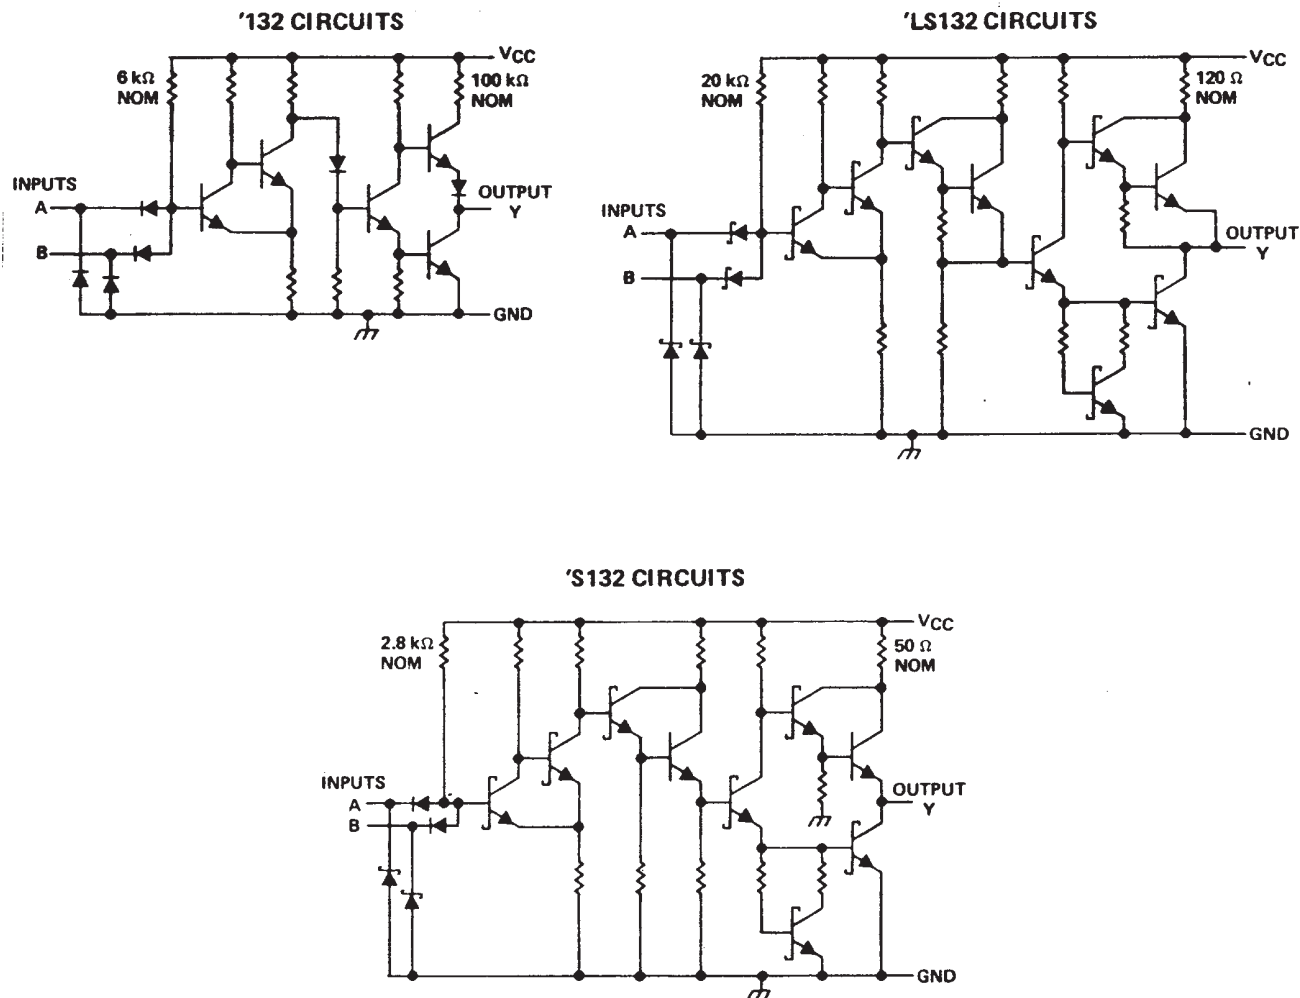 '132 CIRCUITS
VCC
6 kΩ
NOM
100 kΩ
NOM
INPUTS
A
B
OUTPUT
Y
GND
'LS132 CIRCUITS
VCC
20 kΩ
NOM
120 Ω
NOM
INPUTS
A
B
OUTPUT
Y
GND
'S132 CIRCUITS
VCC
2.8 kΩ
NOM
50 Ω
NOM
INPUTS
A
B
OUTPUT
Y
GND